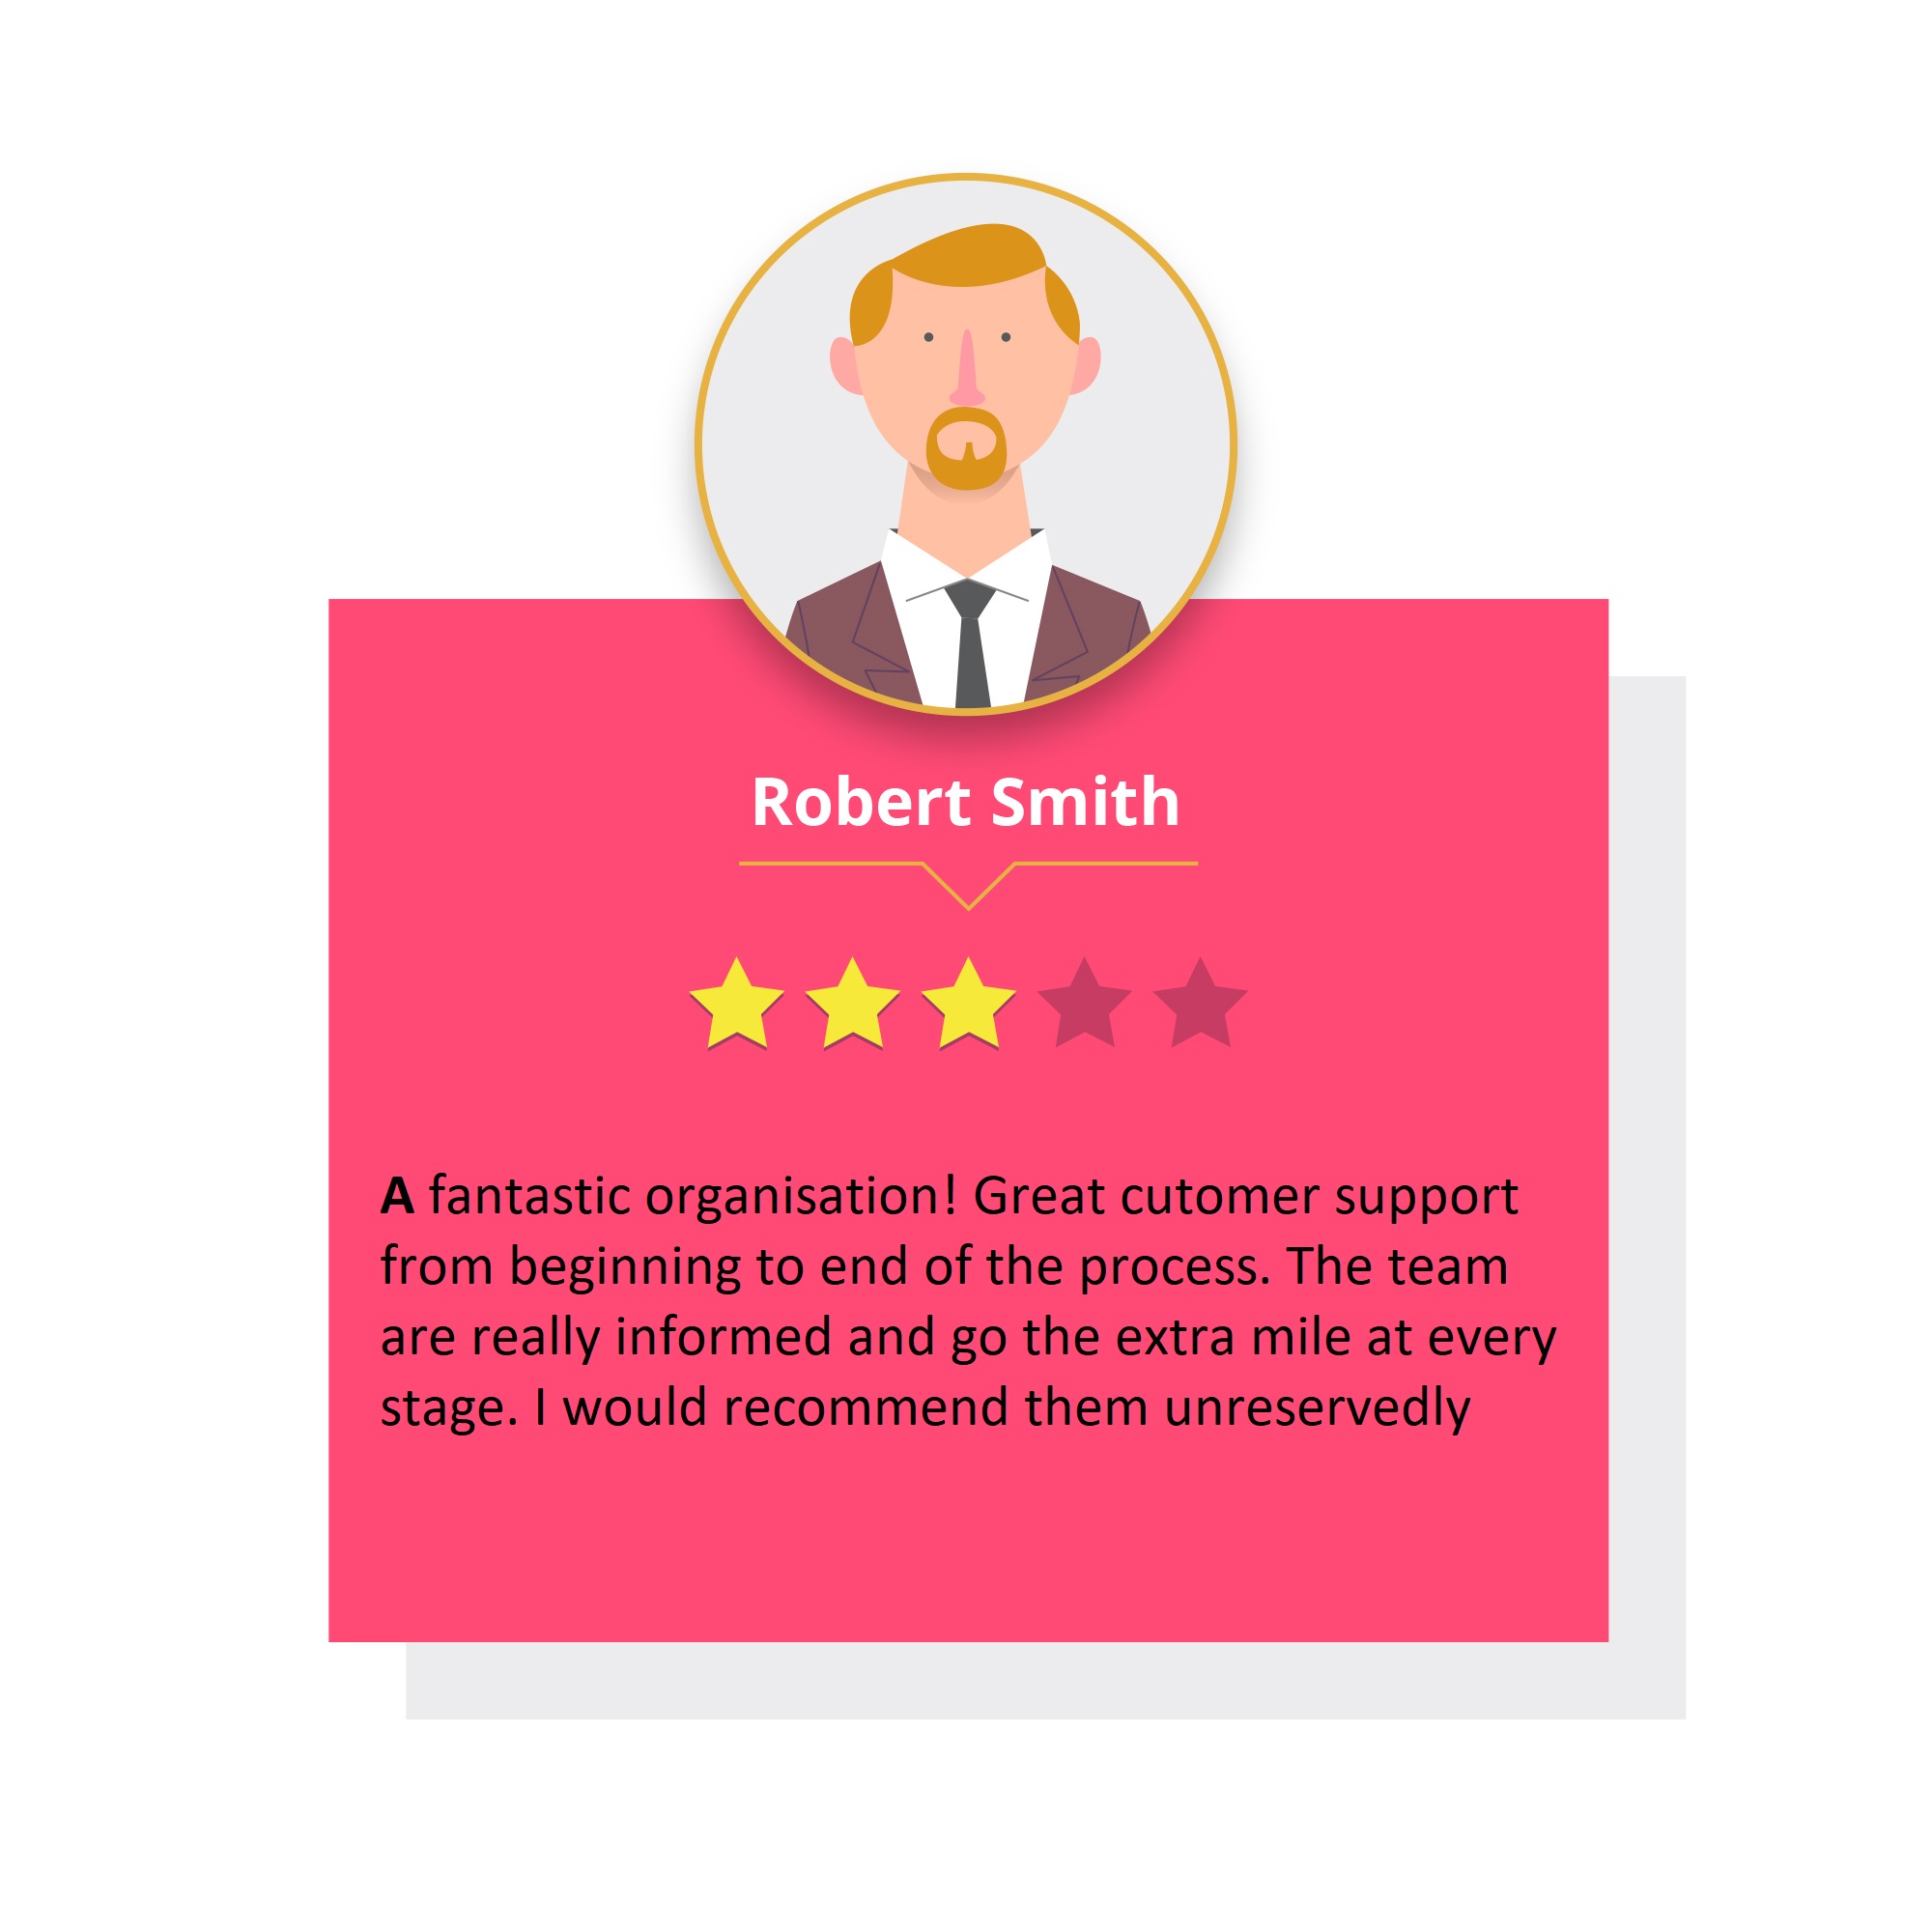 Robert Smith
A fantastic organisation! Great cutomer support
from beginning to end of the process. The team
are really informed and go the extra mile at every
stage. I would recommend them unreservedly